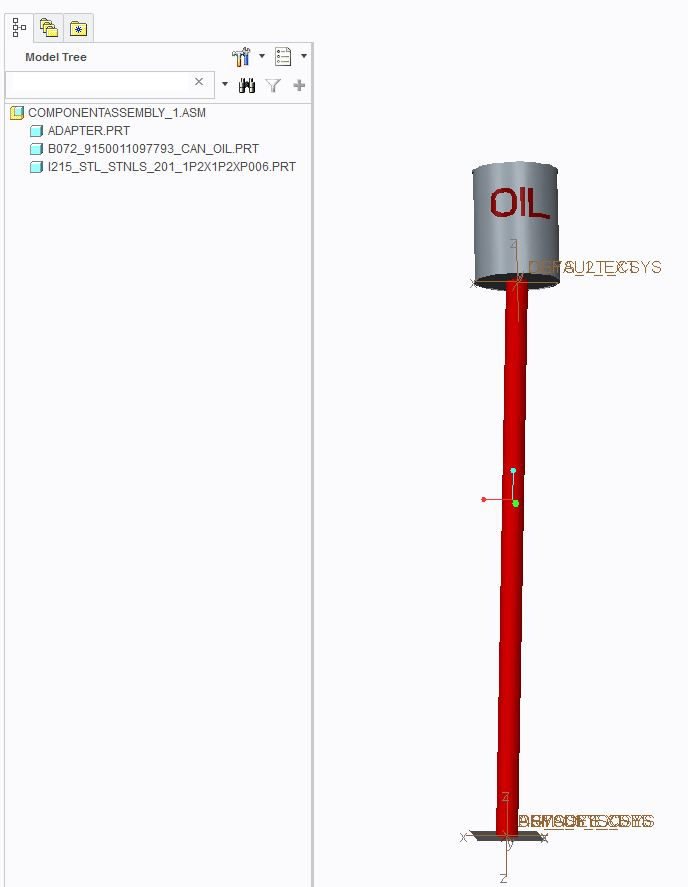 Model Tree
COMPONENTASSEMBLY_1.ASM
ADAPTER.PRT
B072_9150011097793_CAN_OIL.PRT
I215_STL_STNLS_201_1P2X1P2XP006.PRT
OIL
Z
X
Y
Z
X
X
Y
Z